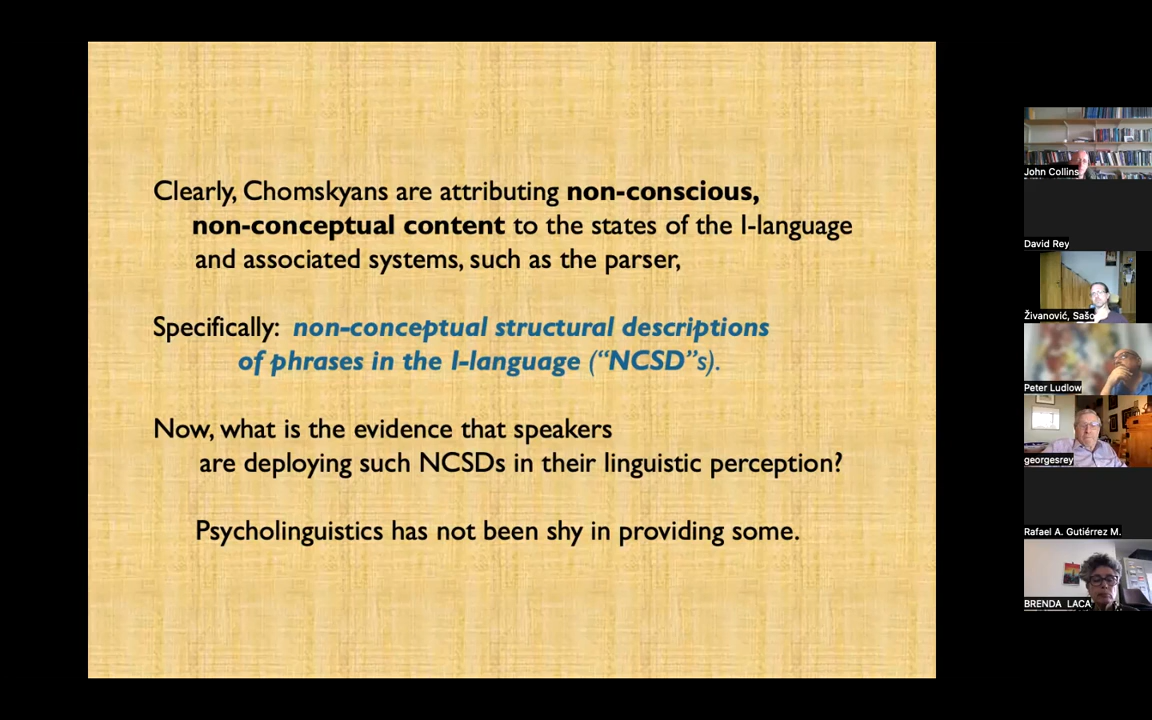 Clearly, Chomskyans are attributing non-conscious,
non-conceptual content to the states of the I-language
and associated systems, such as the parser,
Specifically: non-conceptual structural descriptions
of phrases in the I-language (“NCSD”s).
Now, what is the evidence that speakers
are deploying such NCSDs in their linguistic perception?
Psycholinguistics has not been shy in providing some.
John Collins
David Rey
Živanović, Sašo
Peter Ludlow
georgesrey
Rafael A. Gutiérrez M.
BRENDA LACA